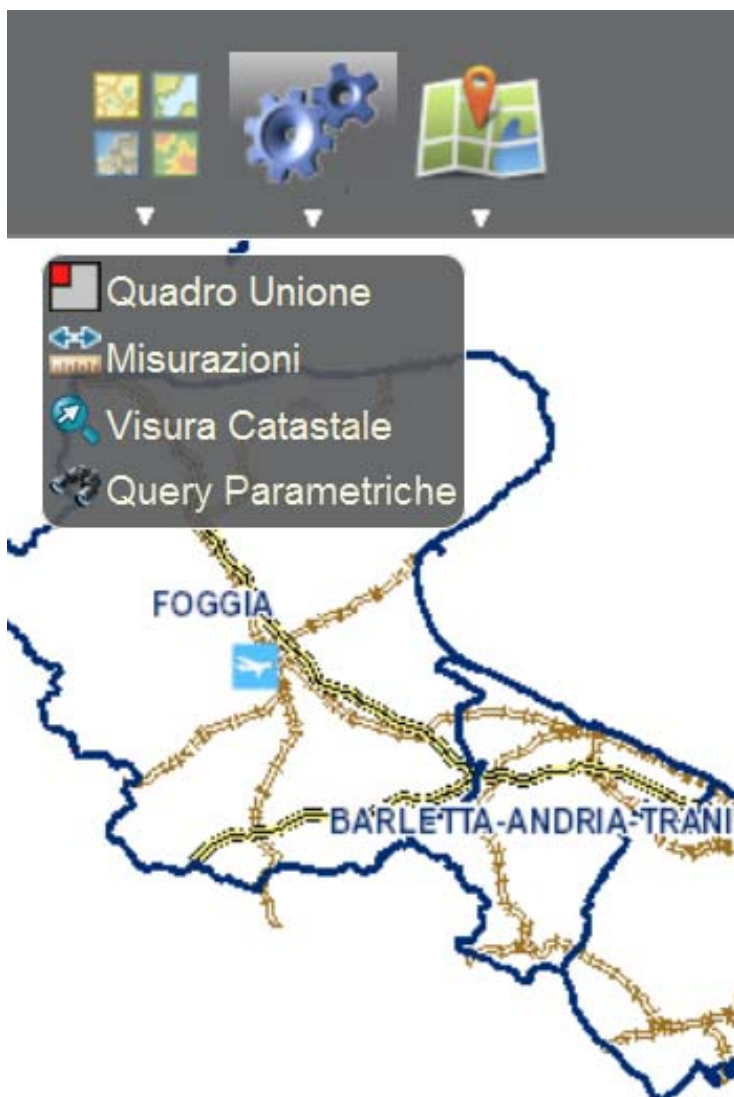 Quadro Unione
Misurazioni
Visura Catastale
Query Parametriche
FOGGIA
BARLETTA-ANDRIA-TRANI